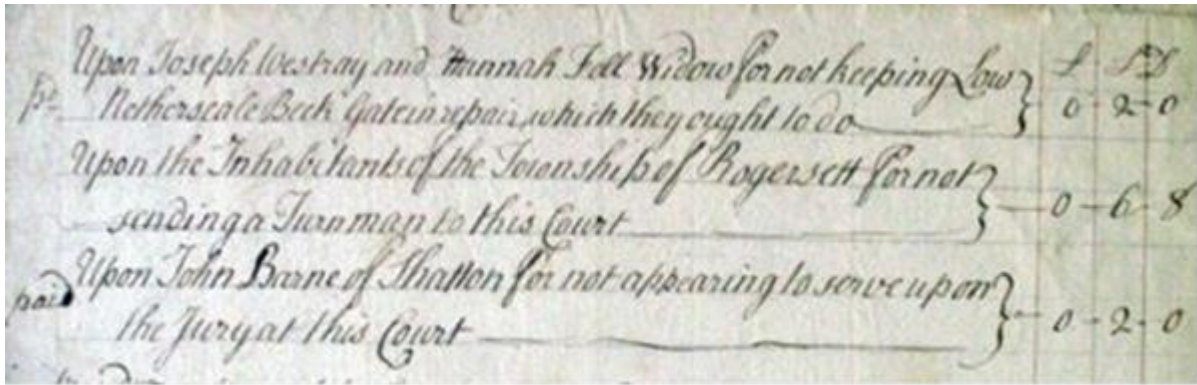 £ S D
Upon Joseph Westray and Hannah Fell Widow for not keeping Low
pd Netherscale Beck Gate in repair which they ought to do 0 2 0
Upon the Inhabitants of the Township of Rogersett for not
sending a Turnman to this Court 0 6 8
Upon John Barne of Shatton for not appearing to serve upon
paid the Jury at this Court 0 2 0